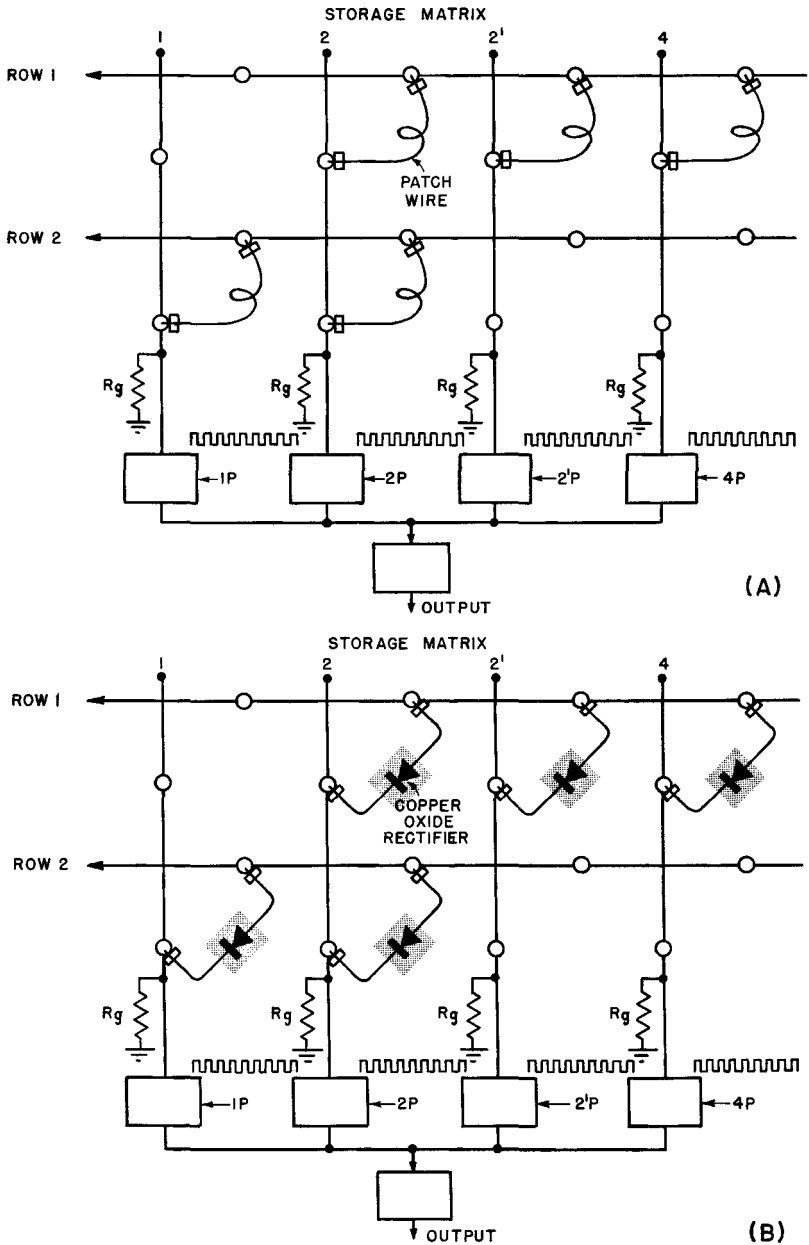 STORAGE MATRIX
1 2 2' 4
ROW 1
PATCH
WIRE
ROW 2
Rg Rg Rg Rg
1P 2P 2'P 4P
(A)
OUTPUT
STORAGE MATRIX
1 2 2' 4
ROW 1
COPPER
OXIDE
RECTIFIER
ROW 2
Rg Rg Rg Rg
1P 2P 2'P 4P
OUTPUT
(B)